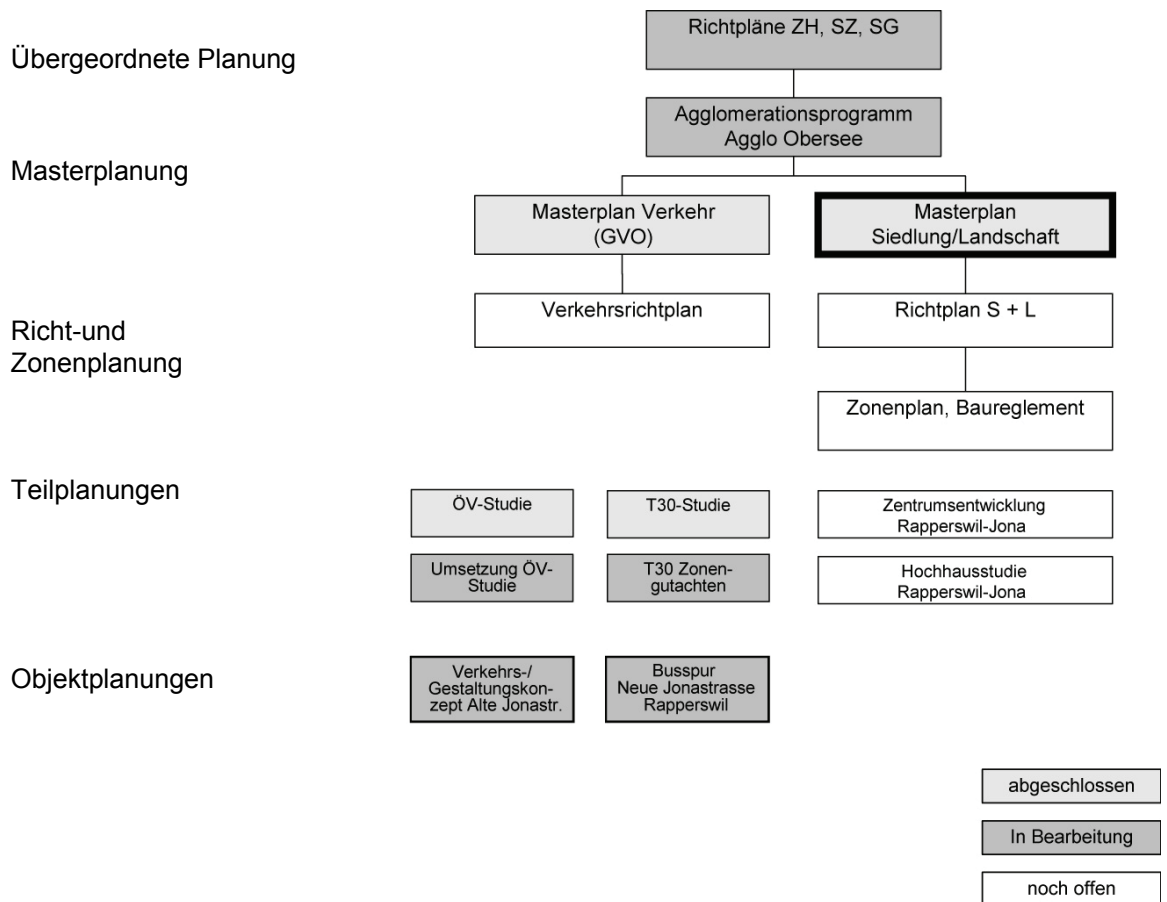 Übergeordnete Planung
Richtpläne ZH, SZ, SG
Agglomerationsprogramm
Agglo Obersee
Masterplanung
Masterplan Verkehr
(GVO)
Masterplan
Siedlung/Landschaft
Richt-und
Zonenplanung
Verkehrsrichtplan
Richtplan S + L
Zonenplan, Baureglement
Teilplanungen
ÖV-Studie
T30-Studie
Zentrumsentwicklung
Rapperswil-Jona
Umsetzung ÖV-
Studie
T30 Zonen-
gutachten
Hochhausstudie
Rapperswil-Jona
Objektplanungen
Verkehrs-/
Gestaltungskon-
zept Alte Jonastr.
Busspur
Neue Jonastrasse
Rapperswil
abgeschlossen
In Bearbeitung
noch offen